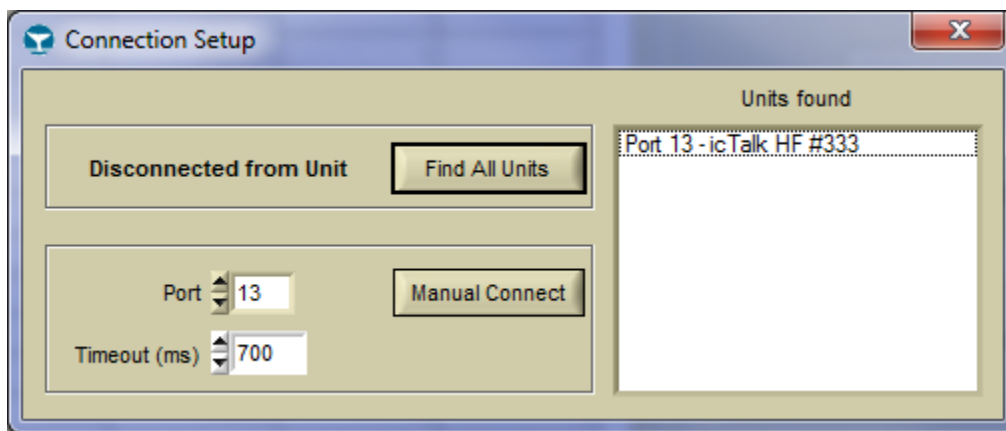 Connection Setup
Units found
Port 13 - icTalk HF #333
Disconnected from Unit
Find All Units
Port
13
Manual Connect
Timeout (ms)
700